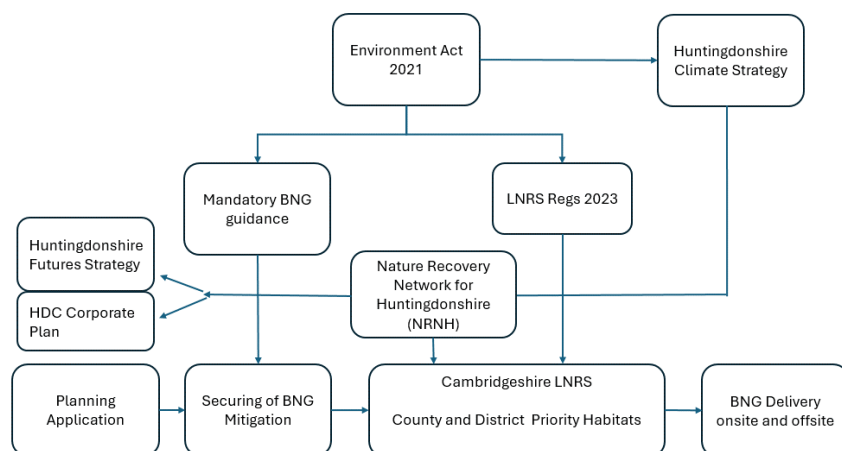 Environment Act
2021
Huntingdonshire
Climate Strategy
Mandatory BNG
guidance
LNRS Regs 2023
Huntingdonshire
Futures Strategy
HDC Corporate
Plan
Nature Recovery
Network for
Huntingdonshire
(NRNH)
Planning
Application
Securing of BNG
Mitigation
Cambridgeshire LNRS
County and District Priority Habitats
BNG Delivery
onsite and offsite